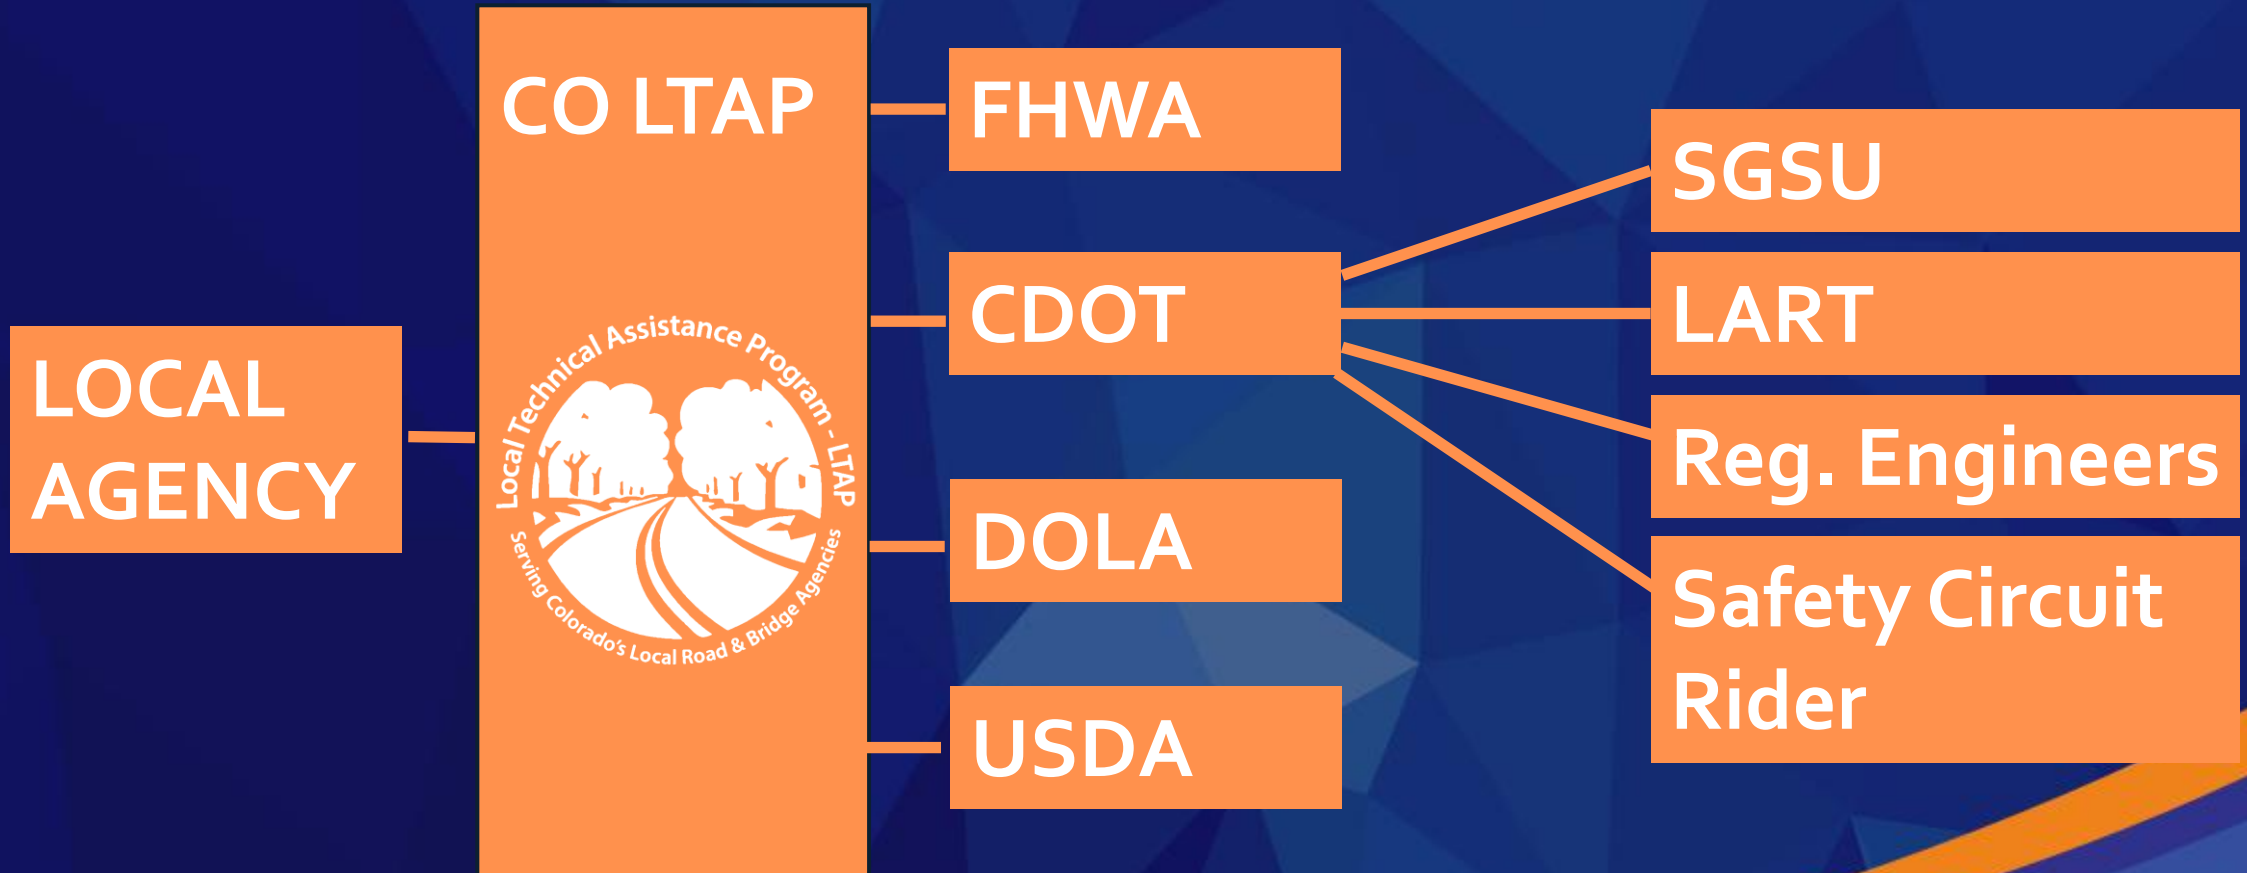 LOCAL
AGENCY
CO LTAP
Local Technical Assistance Program - LTAP
Serving Colorado's Local Road & Bridge Agencies
FHWA
CDOT
DOLA
USDA
SGSU
LART
Reg. Engineers
Safety Circuit
Rider